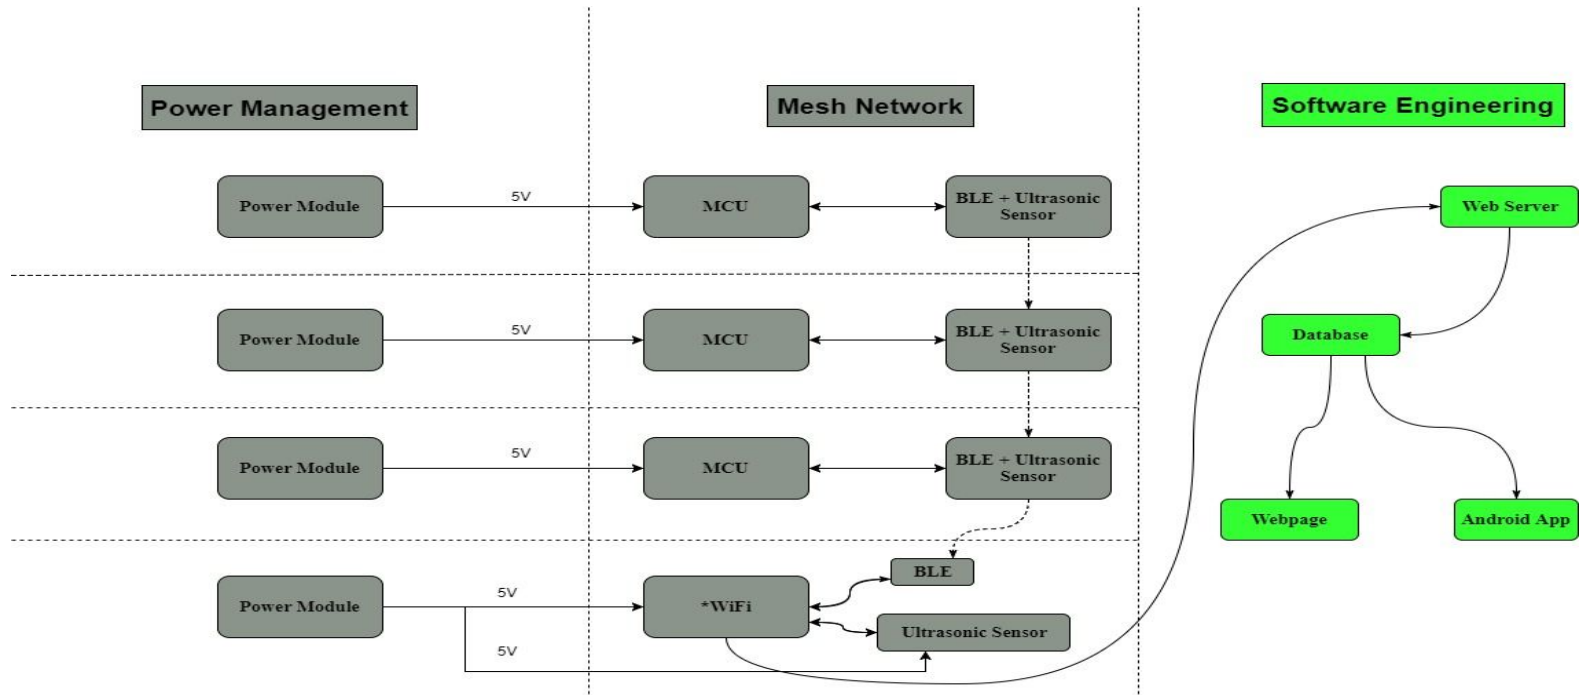 Power Management
Mesh Network
Software Engineering
Power Module
5V
MCU
BLE + Ultrasonic
Sensor
Web Server
Power Module
5V
MCU
BLE + Ultrasonic
Sensor
Database
Power Module
5V
MCU
BLE + Ultrasonic
Sensor
Webpage
Android App
BLE
Power Module
5V
*WiFi
Ultrasonic Sensor
5V